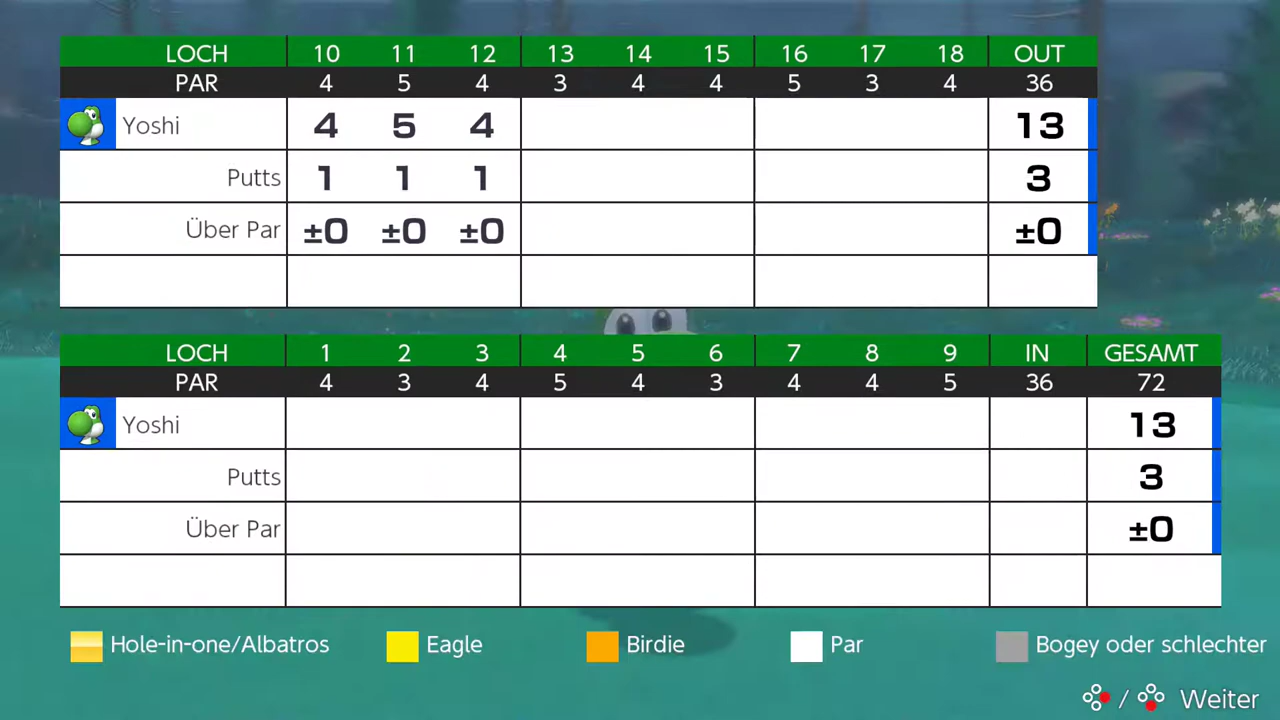 LOCH 10 11 12 13 14 15 16 17 18 OUT
PAR 4 5 4 3 4 4 5 3 4 36
Yoshi 4 5 4 13
Putts 1 1 1 3
Über Par ±0 ±0 ±0 ±0
LOCH 1 2 3 4 5 6 7 8 9 IN GESAMT
PAR 4 3 4 5 4 3 4 4 5 36 72
Yoshi 13
Putts 3
Über Par ±0
Hole-in-one/Albatros Eagle Birdie Par Bogey oder schlechter
/ Weiter